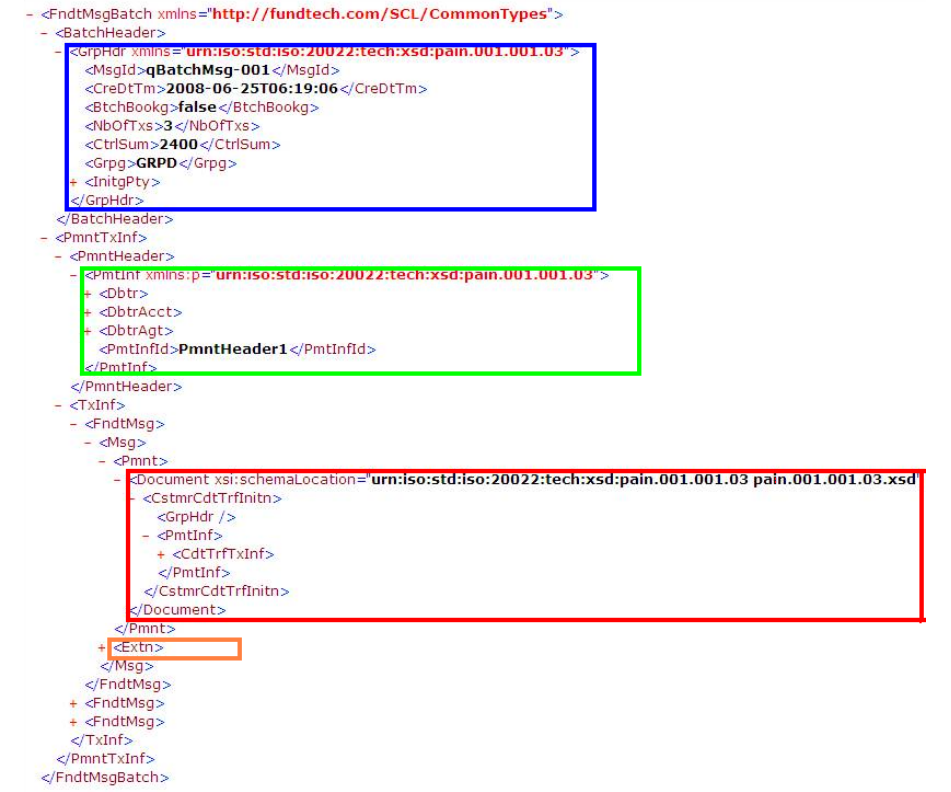 - <FndtMsgBatch xmlns="http://fundtech.com/SCL/CommonTypes">
- <BatchHeader>
- <GrpHdr xmlns="urn:iso:std:iso:20022:tech:xsd:pain.001.001.03">
<MsgId>qBatchMsg-001</MsgId>
<CreDtTm>2008-06-25T06:19:06</CreDtTm>
<BtchBookg>false</BtchBookg>
<NbOfTxs>3</NbOfTxs>
<CtrlSum>2400</CtrlSum>
<Grpg>GRPD</Grpg>
+ <InitgPty>
</GrpHdr>
</BatchHeader>
- <PmntTxInf>
- <PmntHeader>
- <PmtInf xmlns:p="urn:iso:std:iso:20022:tech:xsd:pain.001.001.03">
+ <Dbtr>
+ <DbtrAcct>
+ <DbtrAgt>
<PmtInfId>PmntHeader1</PmtInfId>
</PmtInf>
</PmntHeader>
- <TxInf>
- <FndtMsg>
- <Msg>
- <Pmnt>
- <Document xsi:schemaLocation="urn:iso:std:iso:20022:tech:xsd:pain.001.001.03 pain.001.001.03.xsd"
- <CstmrCdtTrfInitn>
<GrpHdr />
- <PmtInf>
+ <CdtTrfTxInf>
</PmtInf>
</CstmrCdtTrfInitn>
</Document>
</Pmnt>
+ <Extn>
</Msg>
</FndtMsg>
+ <FndtMsg>
+ <FndtMsg>
</TxInf>
</PmntTxInf>
</FndtMsgBatch>